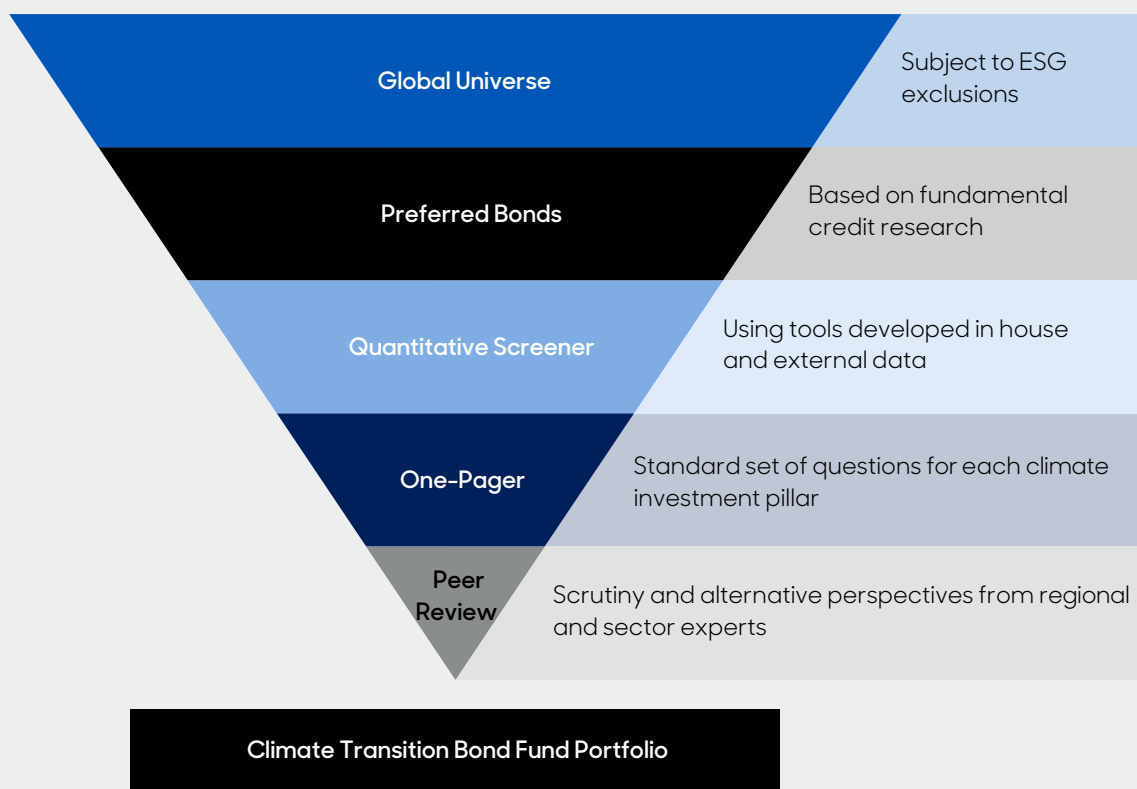 Global Universe
Subject to ESG
exclusions
Preferred Bonds
Based on fundamental
credit research
Quantitative Screener
Using tools developed in house
and external data
One-Pager
Standard set of questions for each climate
investment pillar
Peer
Review
Scrutiny and alternative perspectives from regional
and sector experts
Climate Transition Bond Fund Portfolio